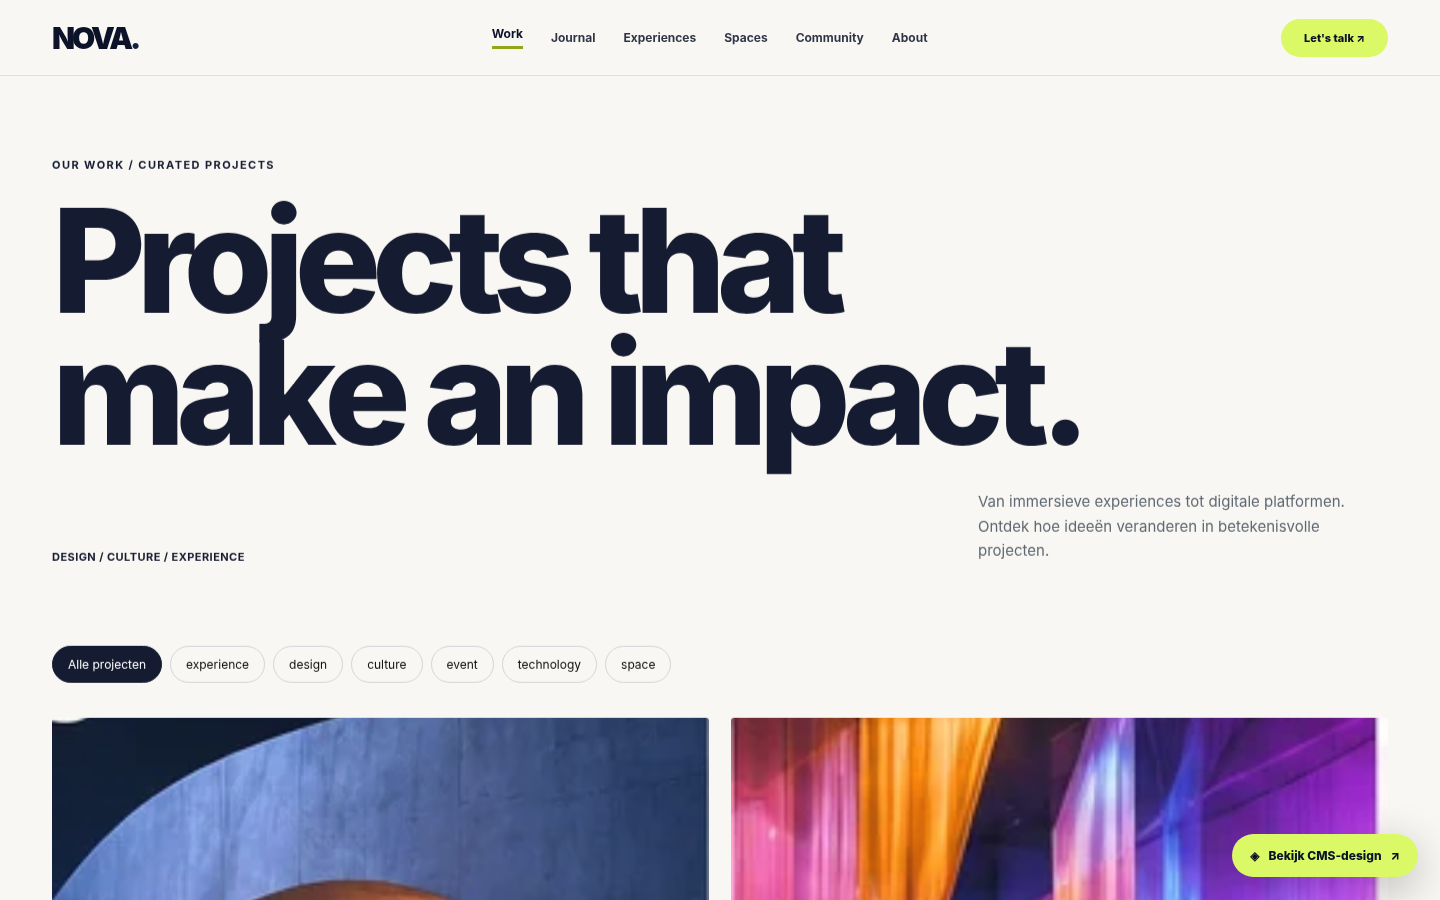 NOVA.
Work
Journal
Experiences
Spaces
Community
About
Let's talk ↗
OUR WORK / CURATED PROJECTS
Projects that
make an impact.
Van immersieve experiences tot digitale platformen.
Ontdek hoe ideeën veranderen in betekenisvolle
projecten.
DESIGN / CULTURE / EXPERIENCE
Alle projecten
experience
design
culture
event
technology
space
◈ Bekijk CMS-design ↗